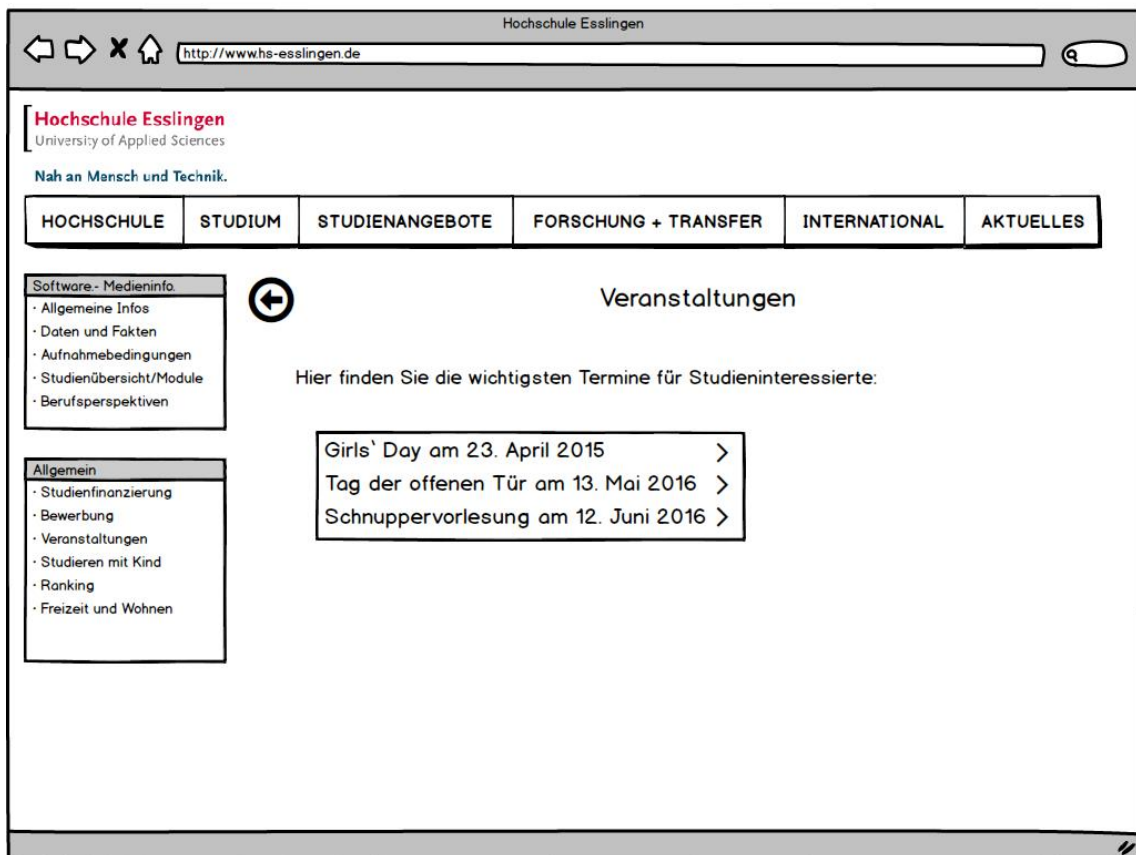 Hochschule Esslingen
http://www.hs-esslingen.de
Hochschule Esslingen
University of Applied Sciences
Nah an Mensch und Technik.
HOCHSCHULE STUDIUM STUDIENANGEBOTE FORSCHUNG + TRANSFER INTERNATIONAL AKTUELLES
Software.- Medieninfo.
· Allgemeine Infos
· Daten und Fakten
· Aufnahmebedingungen
· Studienübersicht/Module
· Berufsperspektiven
Allgemein
· Studienfinanzierung
· Bewerbung
· Veranstaltungen
· Studieren mit Kind
· Ranking
· Freizeit und Wohnen
Veranstaltungen
Hier finden Sie die wichtigsten Termine für Studieninteressierte:
Girls‘ Day am 23. April 2015
Tag der offenen Tür am 13. Mai 2016
Schnuppervorlesung am 12. Juni 2016